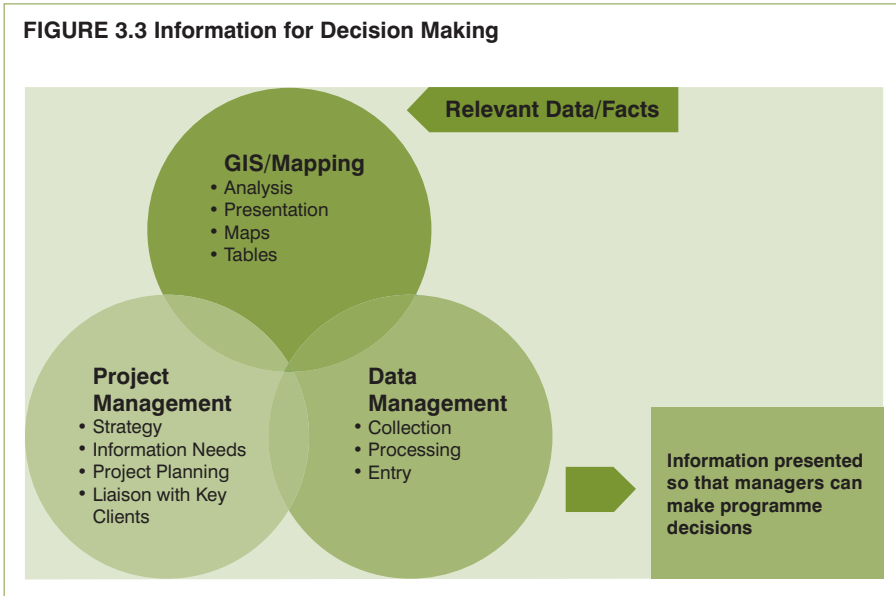 FIGURE 3.3 Information for Decision Making
Relevant Data/Facts
GIS/Mapping
• Analysis
• Presentation
• Maps
• Tables
Project
Management
• Strategy
• Information Needs
• Project Planning
• Liaison with Key
Clients
Data
Management
• Collection
• Processing
• Entry
Information presented
so that managers can
make programme
decisions